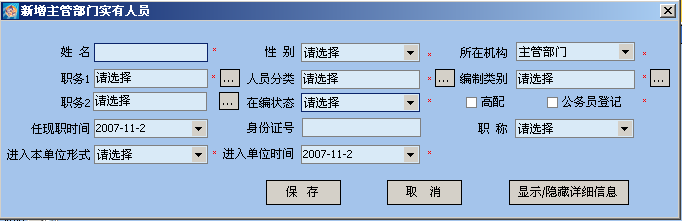 新增主管部门实有人员
姓 名 * 性 别 请选择 * 所在机构 主管部门 *
职务1 请选择 * ... 人员分类 请选择 * ... 编制类别 请选择 * ...
职务2 请选择 ... 在编状态 请选择 * 高配 公务员登记 *
任现职时间 2007-11-2 身份证号 职 称 请选择
进入本单位形式 请选择 * 进入单位时间 2007-11-2 *
保 存 取 消 显示/隐藏详细信息